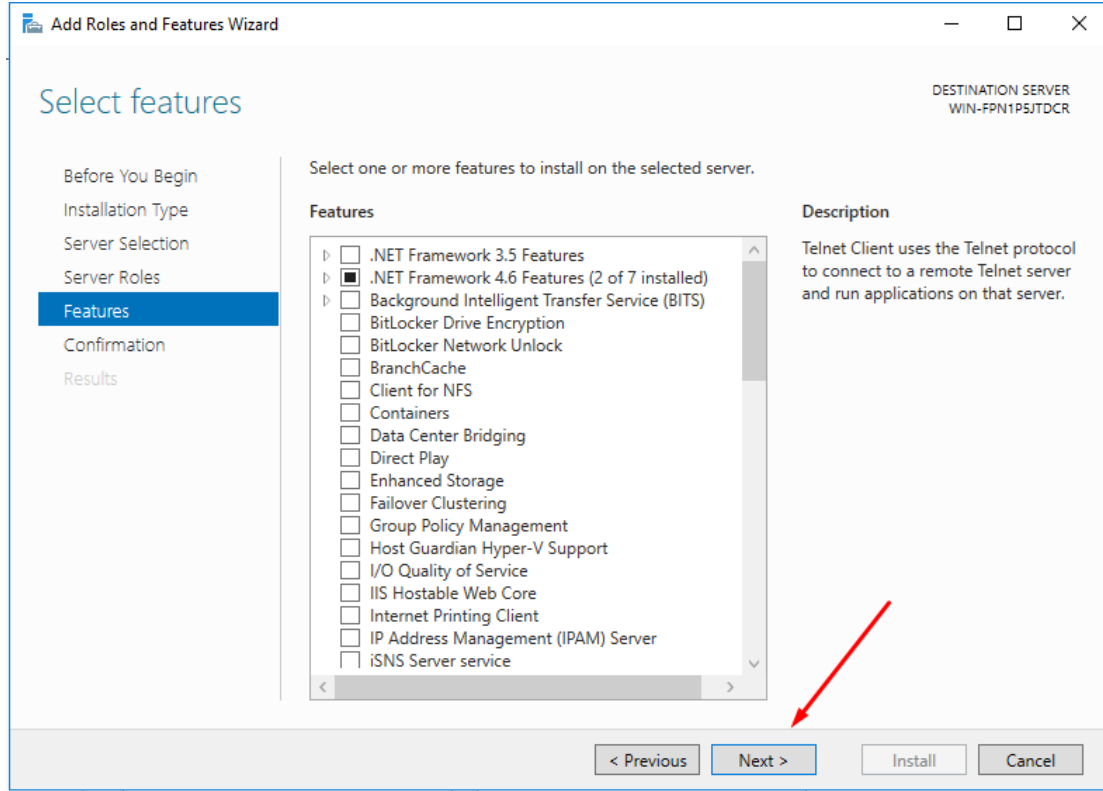 Add Roles and Features Wizard
Select features
DESTINATION SERVER
WIN-FPN1P5JTDCR
Before You Begin
Installation Type
Server Selection
Server Roles
Features
Confirmation
Results
Select one or more features to install on the selected server.
Features
.NET Framework 3.5 Features
.NET Framework 4.6 Features (2 of 7 installed)
Background Intelligent Transfer Service (BITS)
BitLocker Drive Encryption
BitLocker Network Unlock
BranchCache
Client for NFS
Containers
Data Center Bridging
Direct Play
Enhanced Storage
Failover Clustering
Group Policy Management
Host Guardian Hyper-V Support
I/O Quality of Service
IIS Hostable Web Core
Internet Printing Client
IP Address Management (IPAM) Server
iSNS Server service
Description
Telnet Client uses the Telnet protocol
to connect to a remote Telnet server
and run applications on that server.
< Previous
Next >
Install
Cancel